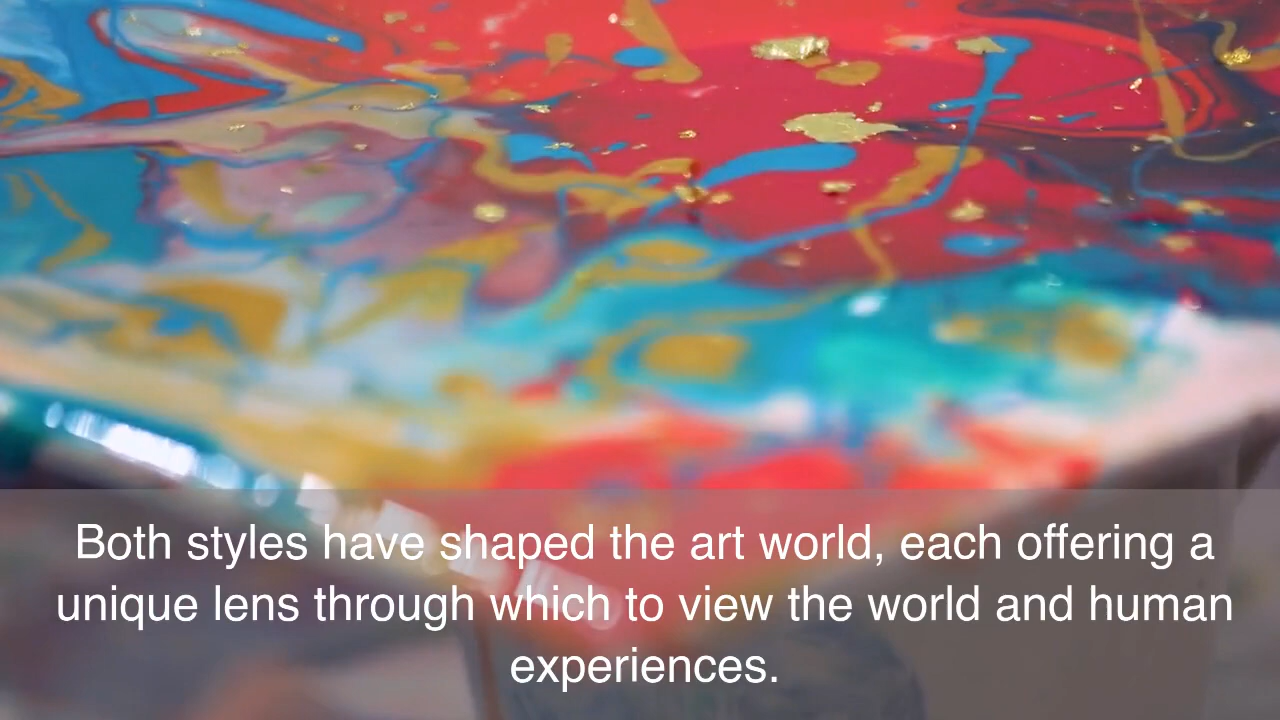 Both styles have shaped the art world, each offering a
unique lens through which to view the world and human
experiences.